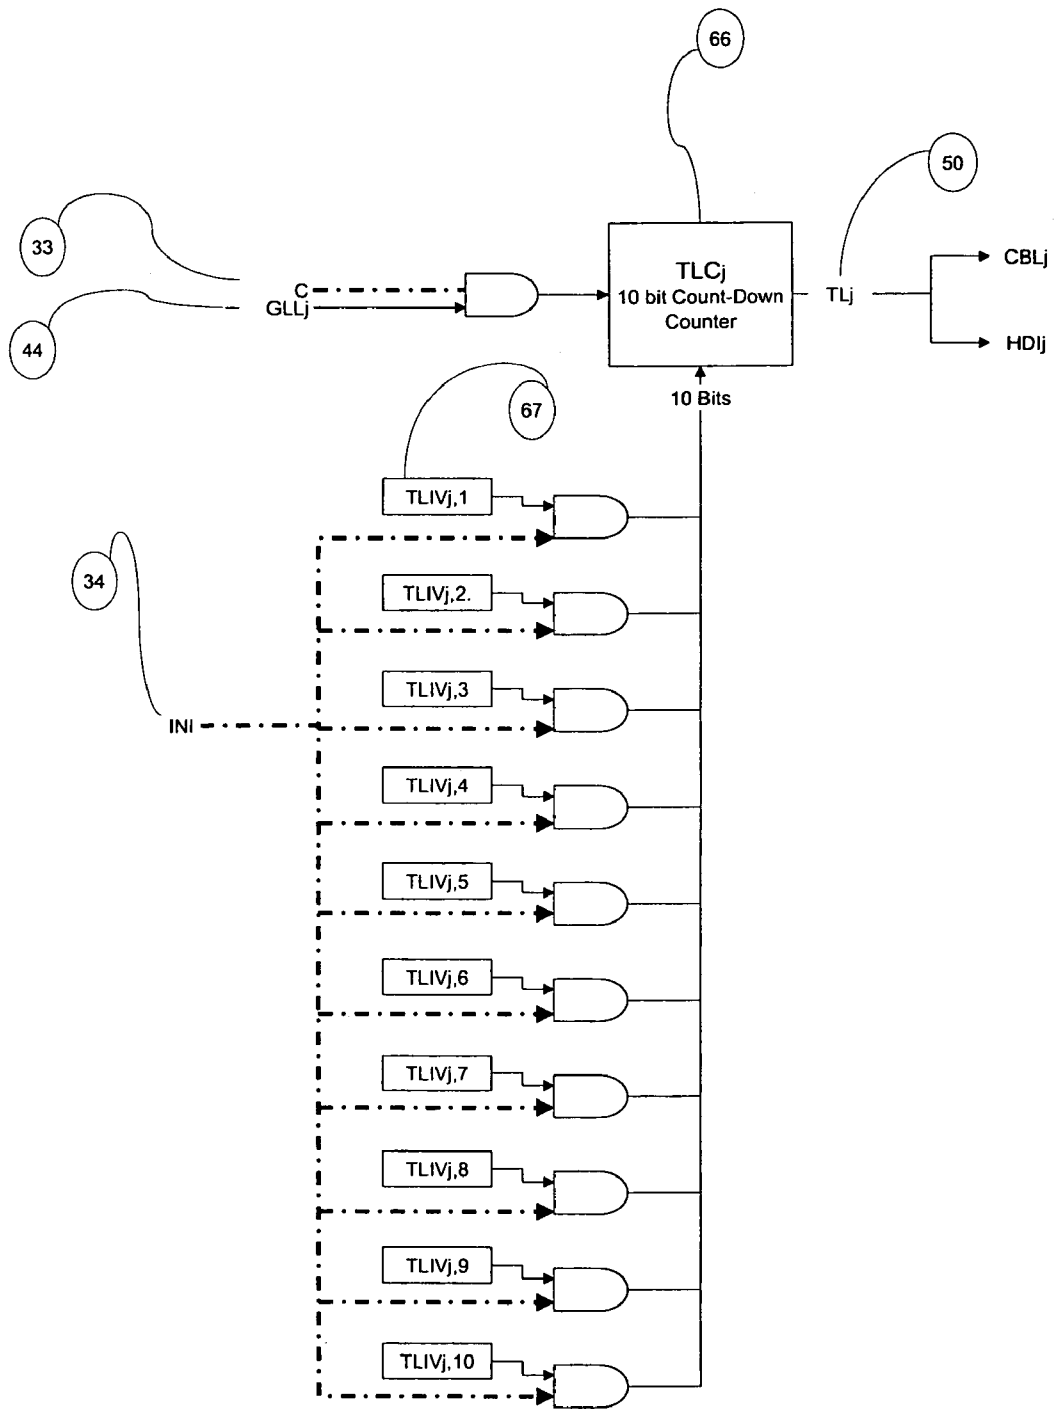 66
50
33
TLCj
10 bit Count-Down
Counter
CBLj
C
GLLj
TLj
44
HDIj
10 Bits
67
TLIVj,1
34
TLIVj,2.
TLIVj,3
INI
TLIVj,4
TLIVj,5
TLIVj,6
TLIVj,7
TLIVj,8
TLIVj,9
TLIVj,10